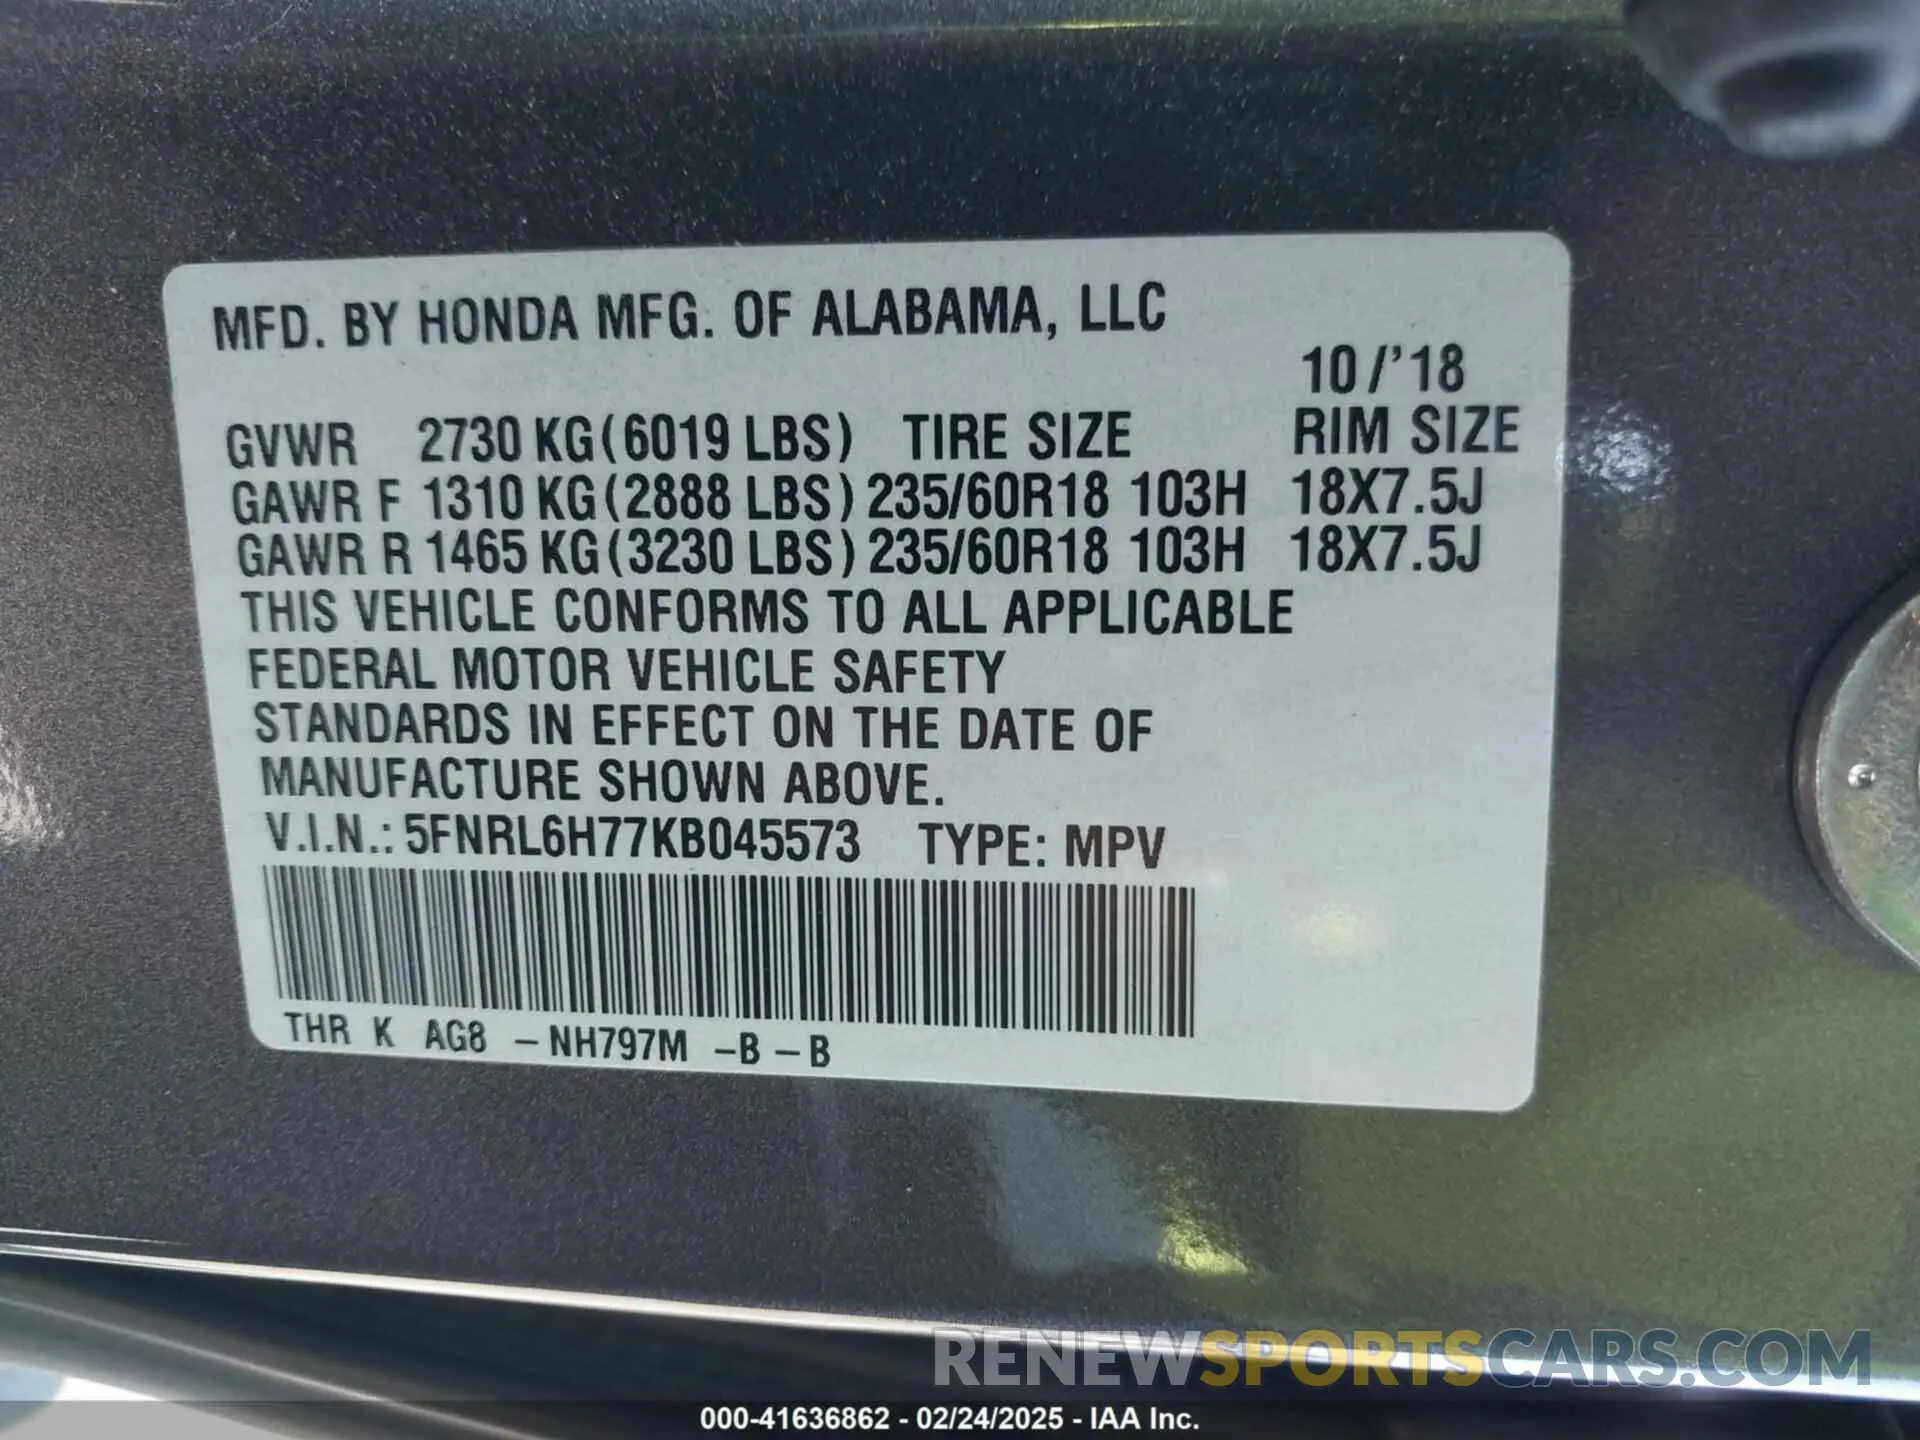 MFD. BY HONDA MFG. OF ALABAMA, LLC
10/'18
GVWR 2730 KG(6019 LBS) TIRE SIZE RIM SIZE
GAWR F 1310 KG(2888 LBS) 235/60R18 103H 18X7.5J
GAWR R 1465 KG(3230 LBS) 235/60R18 103H 18X7.5J
THIS VEHICLE CONFORMS TO ALL APPLICABLE
FEDERAL MOTOR VEHICLE SAFETY
STANDARDS IN EFFECT ON THE DATE OF
MANUFACTURE SHOWN ABOVE.
V.I.N.: 5FNRL6H77KB045573 TYPE: MPV
THR K AG8 -NH797M -B-B
RENEWSPORTSCARS.COM
000-41636862 - 02/24/2025 - IAA Inc.